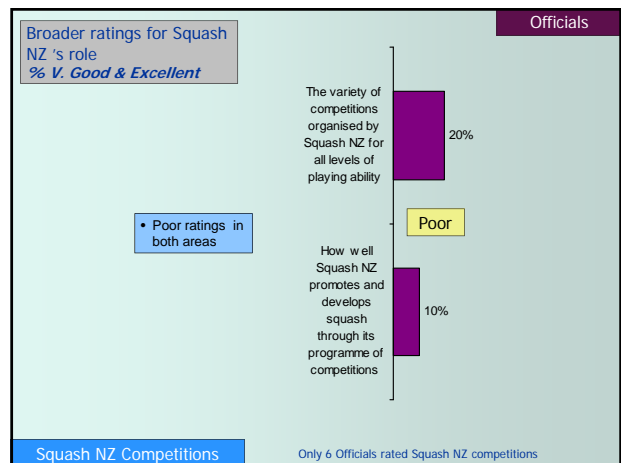 Broader ratings for Squash
NZ 's role
% V. Good & Excellent
Officials
The variety of
competitions
organised by
Squash NZ for
all levels of
playing ability
20%
• Poor ratings in
both areas
Poor
How well
Squash NZ
promotes and
develops
squash
through its
programme of
competitions
10%
Squash NZ Competitions
Only 6 Officials rated Squash NZ competitions